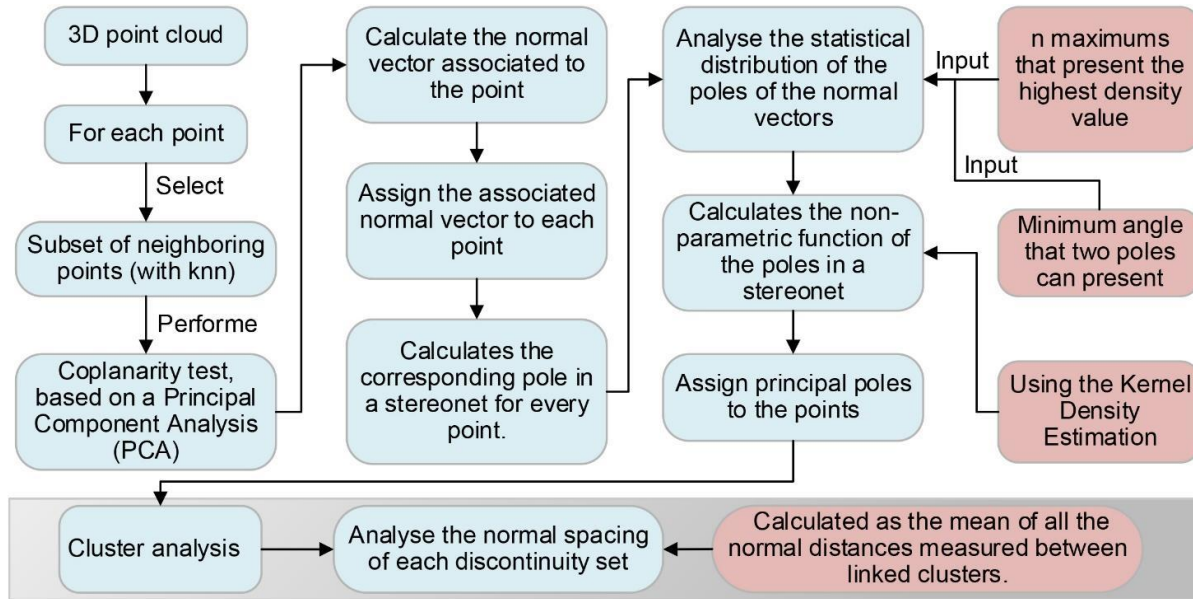 3D point cloud
For each point
Select
Subset of neighboring
points (with knn)
Performe
Coplanarity test,
based on a Principal
Component Analysis
(PCA)
Calculate the normal
vector associated to
the point
Assign the associated
normal vector to each
point
Calculates the
corresponding pole in
a stereonet for every
point.
Analyse the statistical
distribution of the
poles of the normal
vectors
Calculates the non-
parametric function of
the poles in a
stereonet
Assign principal poles
to the points
Input
n maximums
that present the
highest density
value
Input
Minimum angle
that two poles
can present
Using the Kernel
Density
Estimation
Cluster analysis
Analyse the normal spacing
of each discontinuity set
Calculated as the mean of all the
normal distances measured between
linked clusters.